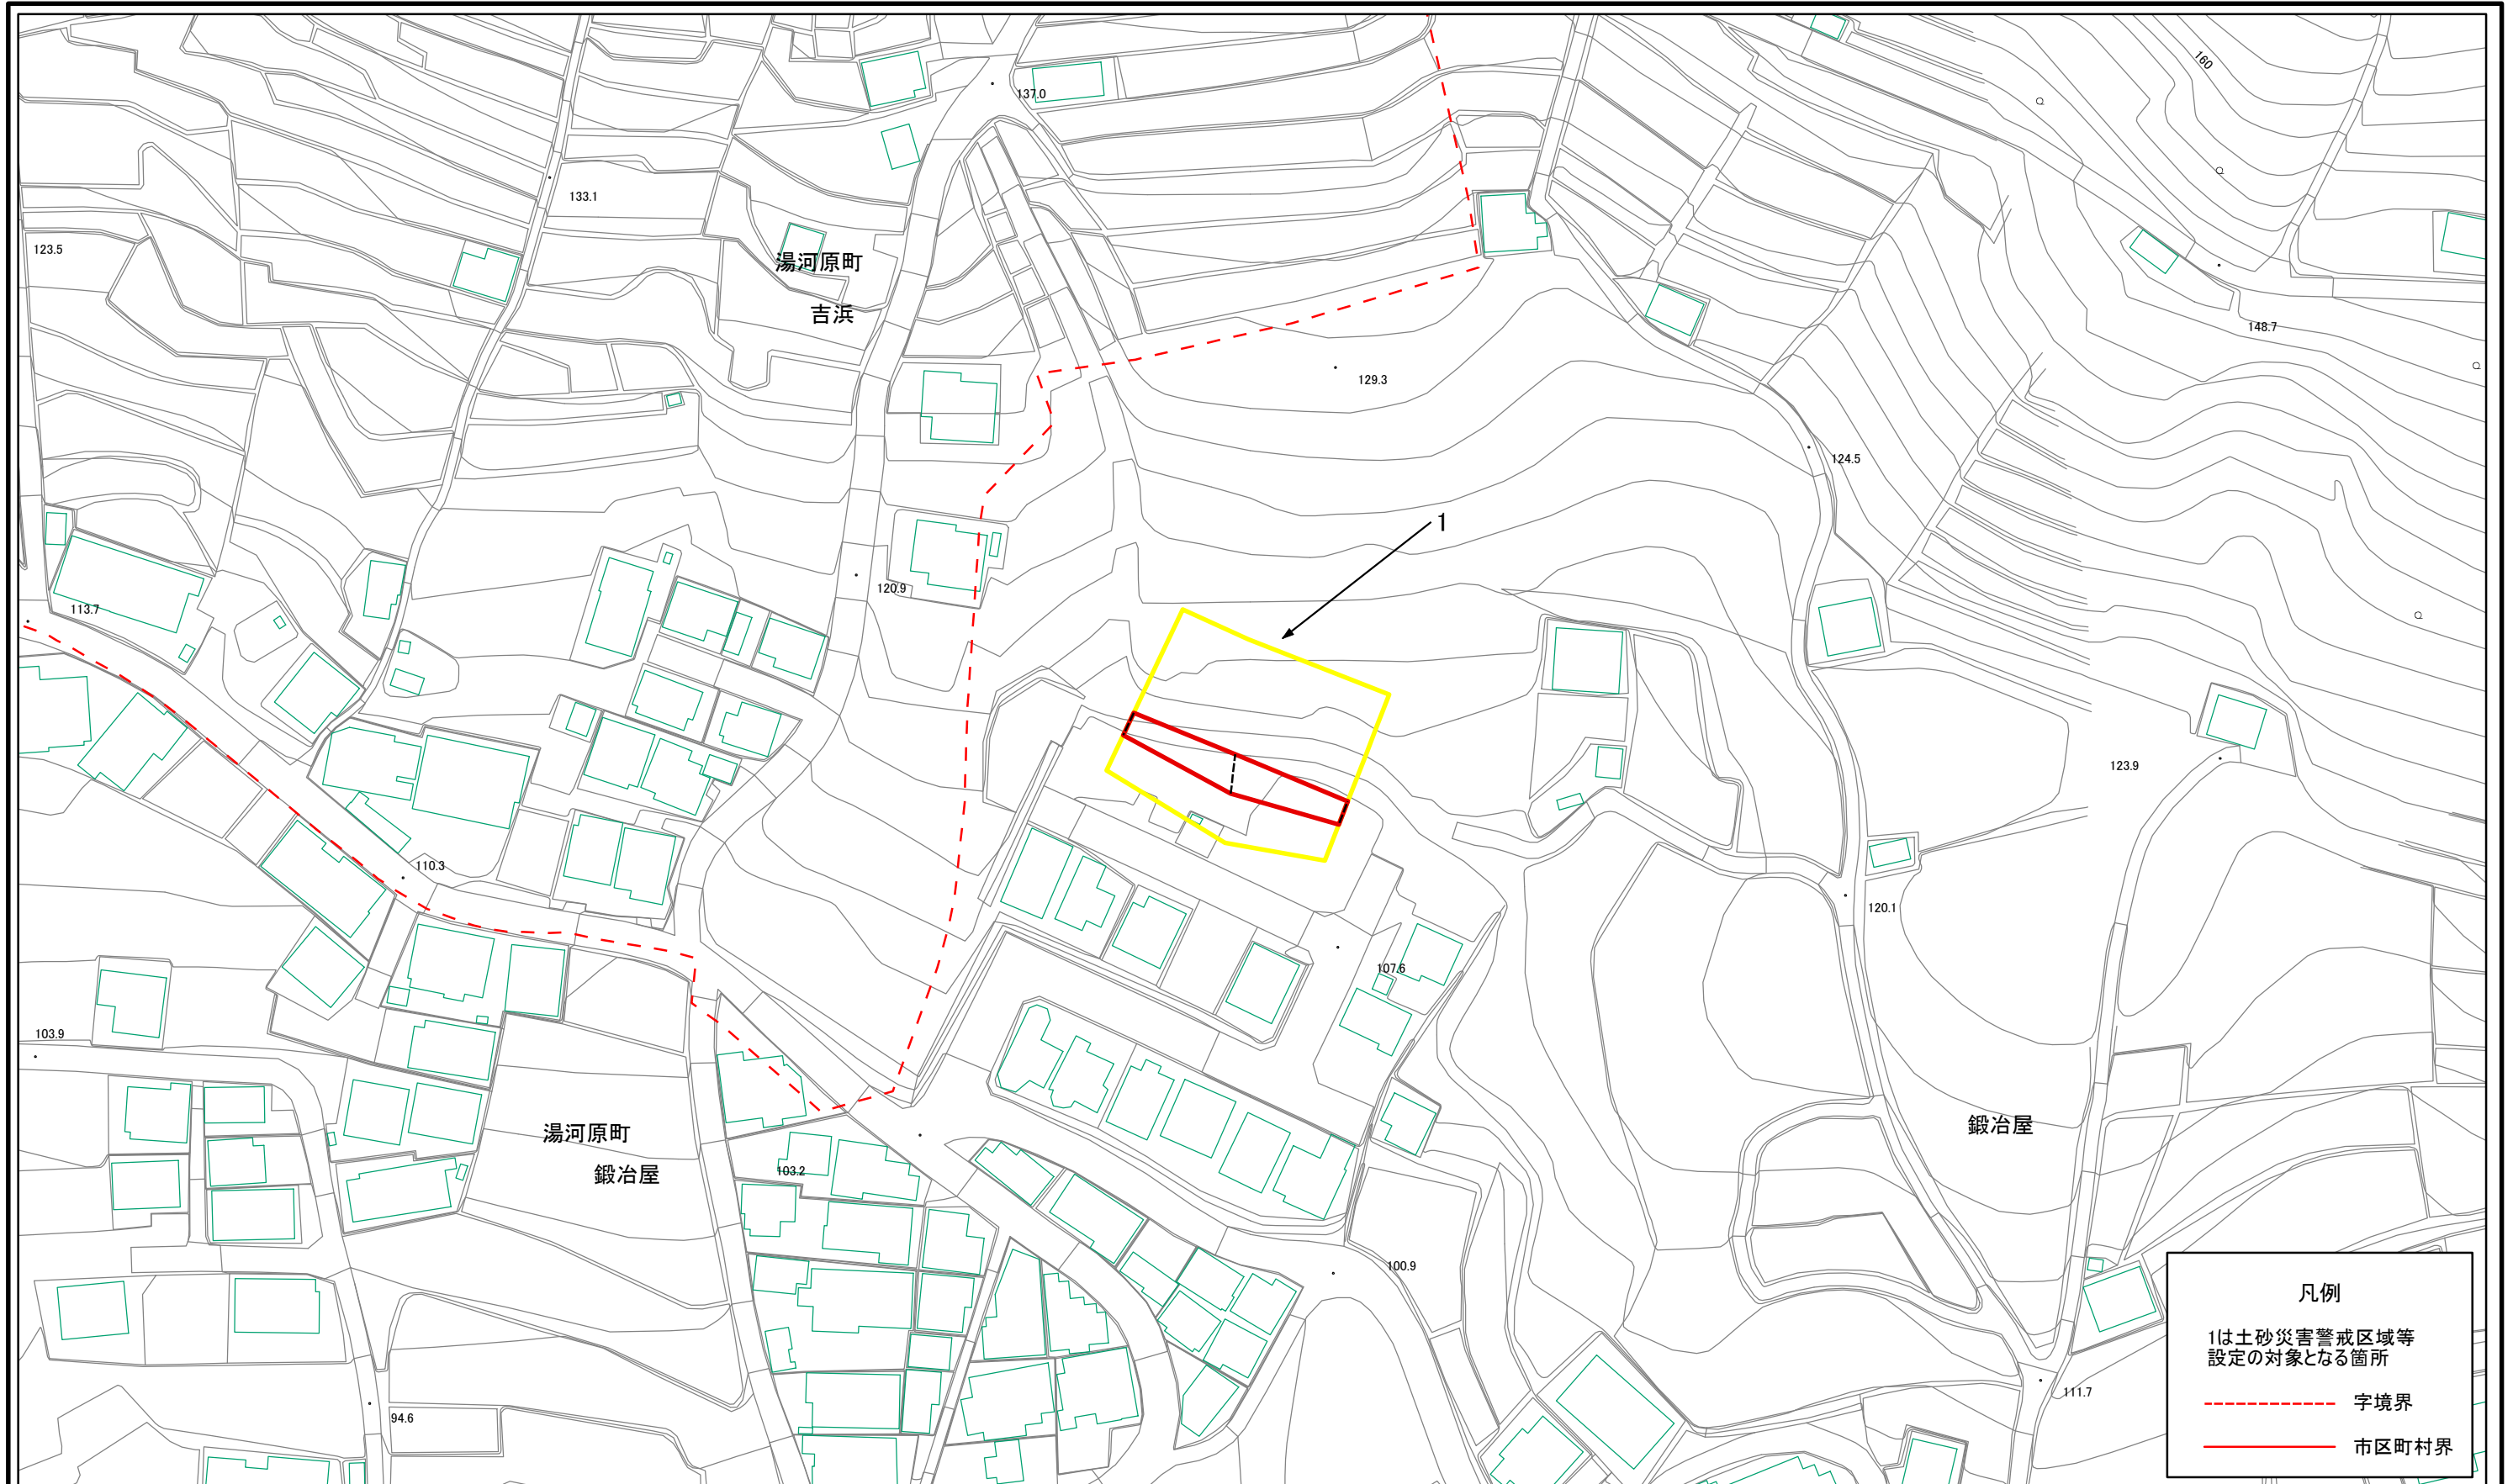 160
137.0
133.1
123.5
湯河原町
吉浜
148.7
129.3
124.5
1
120.9
113.7
123.9
110.3
120.1
107.6
103.9
湯河原町
鍛冶屋
鍛冶屋
103.2
100.9
111.7
94.6
凡例
1は土砂災害警戒区域等
設定の対象となる箇所
字境界
市区町村界